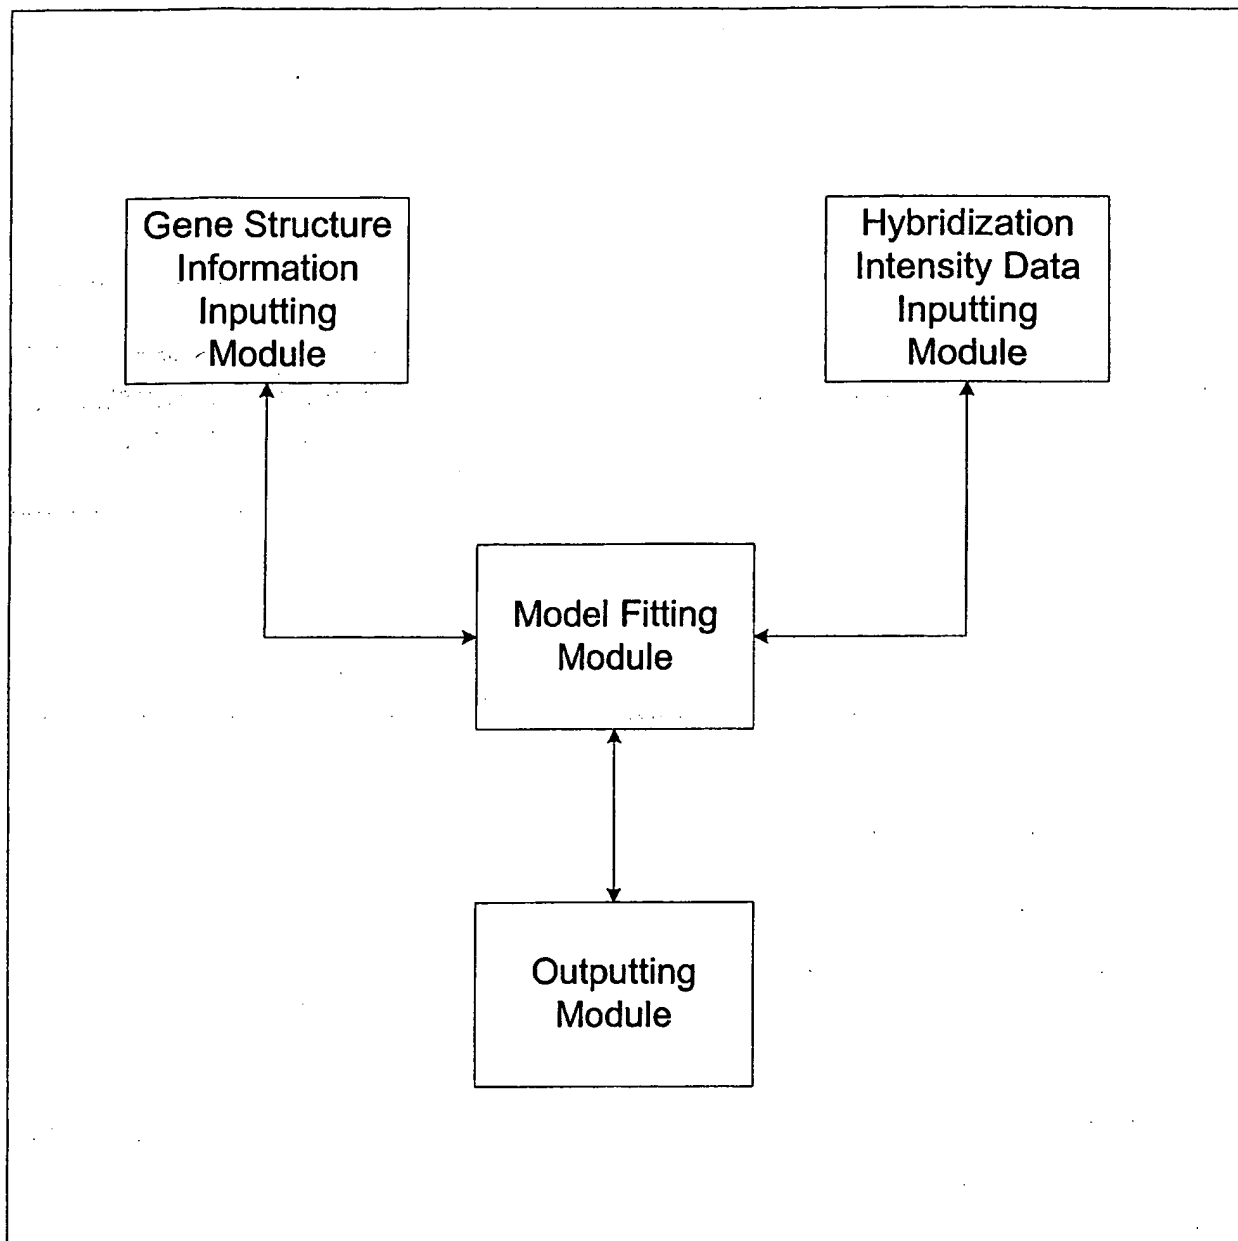 Gene Structure
Information
Inputting
Module
Hybridization
Intensity Data
Inputting
Module
Model Fitting
Module
Outputting
Module